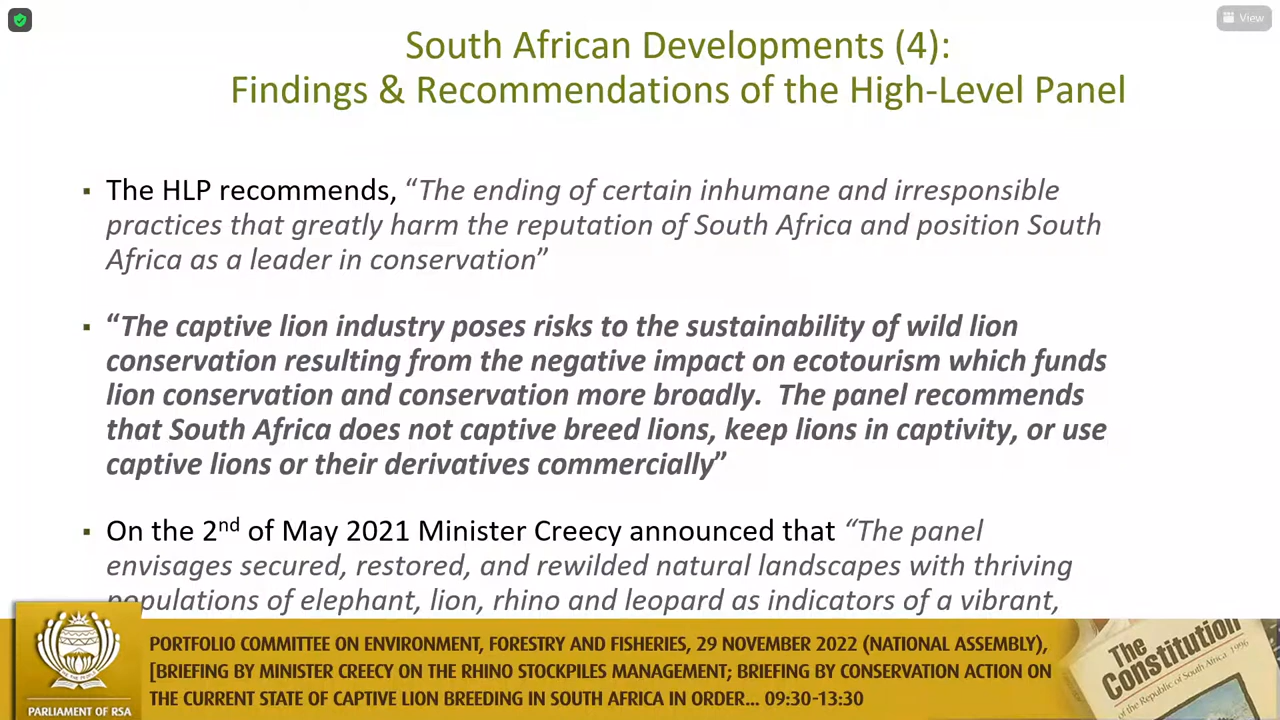 View
South African Developments (4):
Findings & Recommendations of the High-Level Panel
▪ The HLP recommends, “The ending of certain inhumane and irresponsible
practices that greatly harm the reputation of South Africa and position South
Africa as a leader in conservation”
▪ “The captive lion industry poses risks to the sustainability of wild lion
conservation resulting from the negative impact on ecotourism which funds
lion conservation and conservation more broadly.  The panel recommends
that South Africa does not captive breed lions, keep lions in captivity, or use
captive lions or their derivatives commercially”
▪ On the 2nd of May 2021 Minister Creecy announced that “The panel
envisages secured, restored, and rewilded natural landscapes with thriving
populations of elephant, lion, rhino and leopard as indicators of a vibrant,
PORTFOLIO COMMITTEE ON ENVIRONMENT, FORESTRY AND FISHERIES, 29 NOVEMBER 2022 (NATIONAL ASSEMBLY),
[BRIEFING BY MINISTER CREECY ON THE RHINO STOCKPILES MANAGEMENT; BRIEFING BY CONSERVATION ACTION ON
THE CURRENT STATE OF CAPTIVE LION BREEDING IN SOUTH AFRICA IN ORDER... 09:30-13:30
PARLIAMENT OF RSA
The
Constitution
of the Republic of South Africa 1996